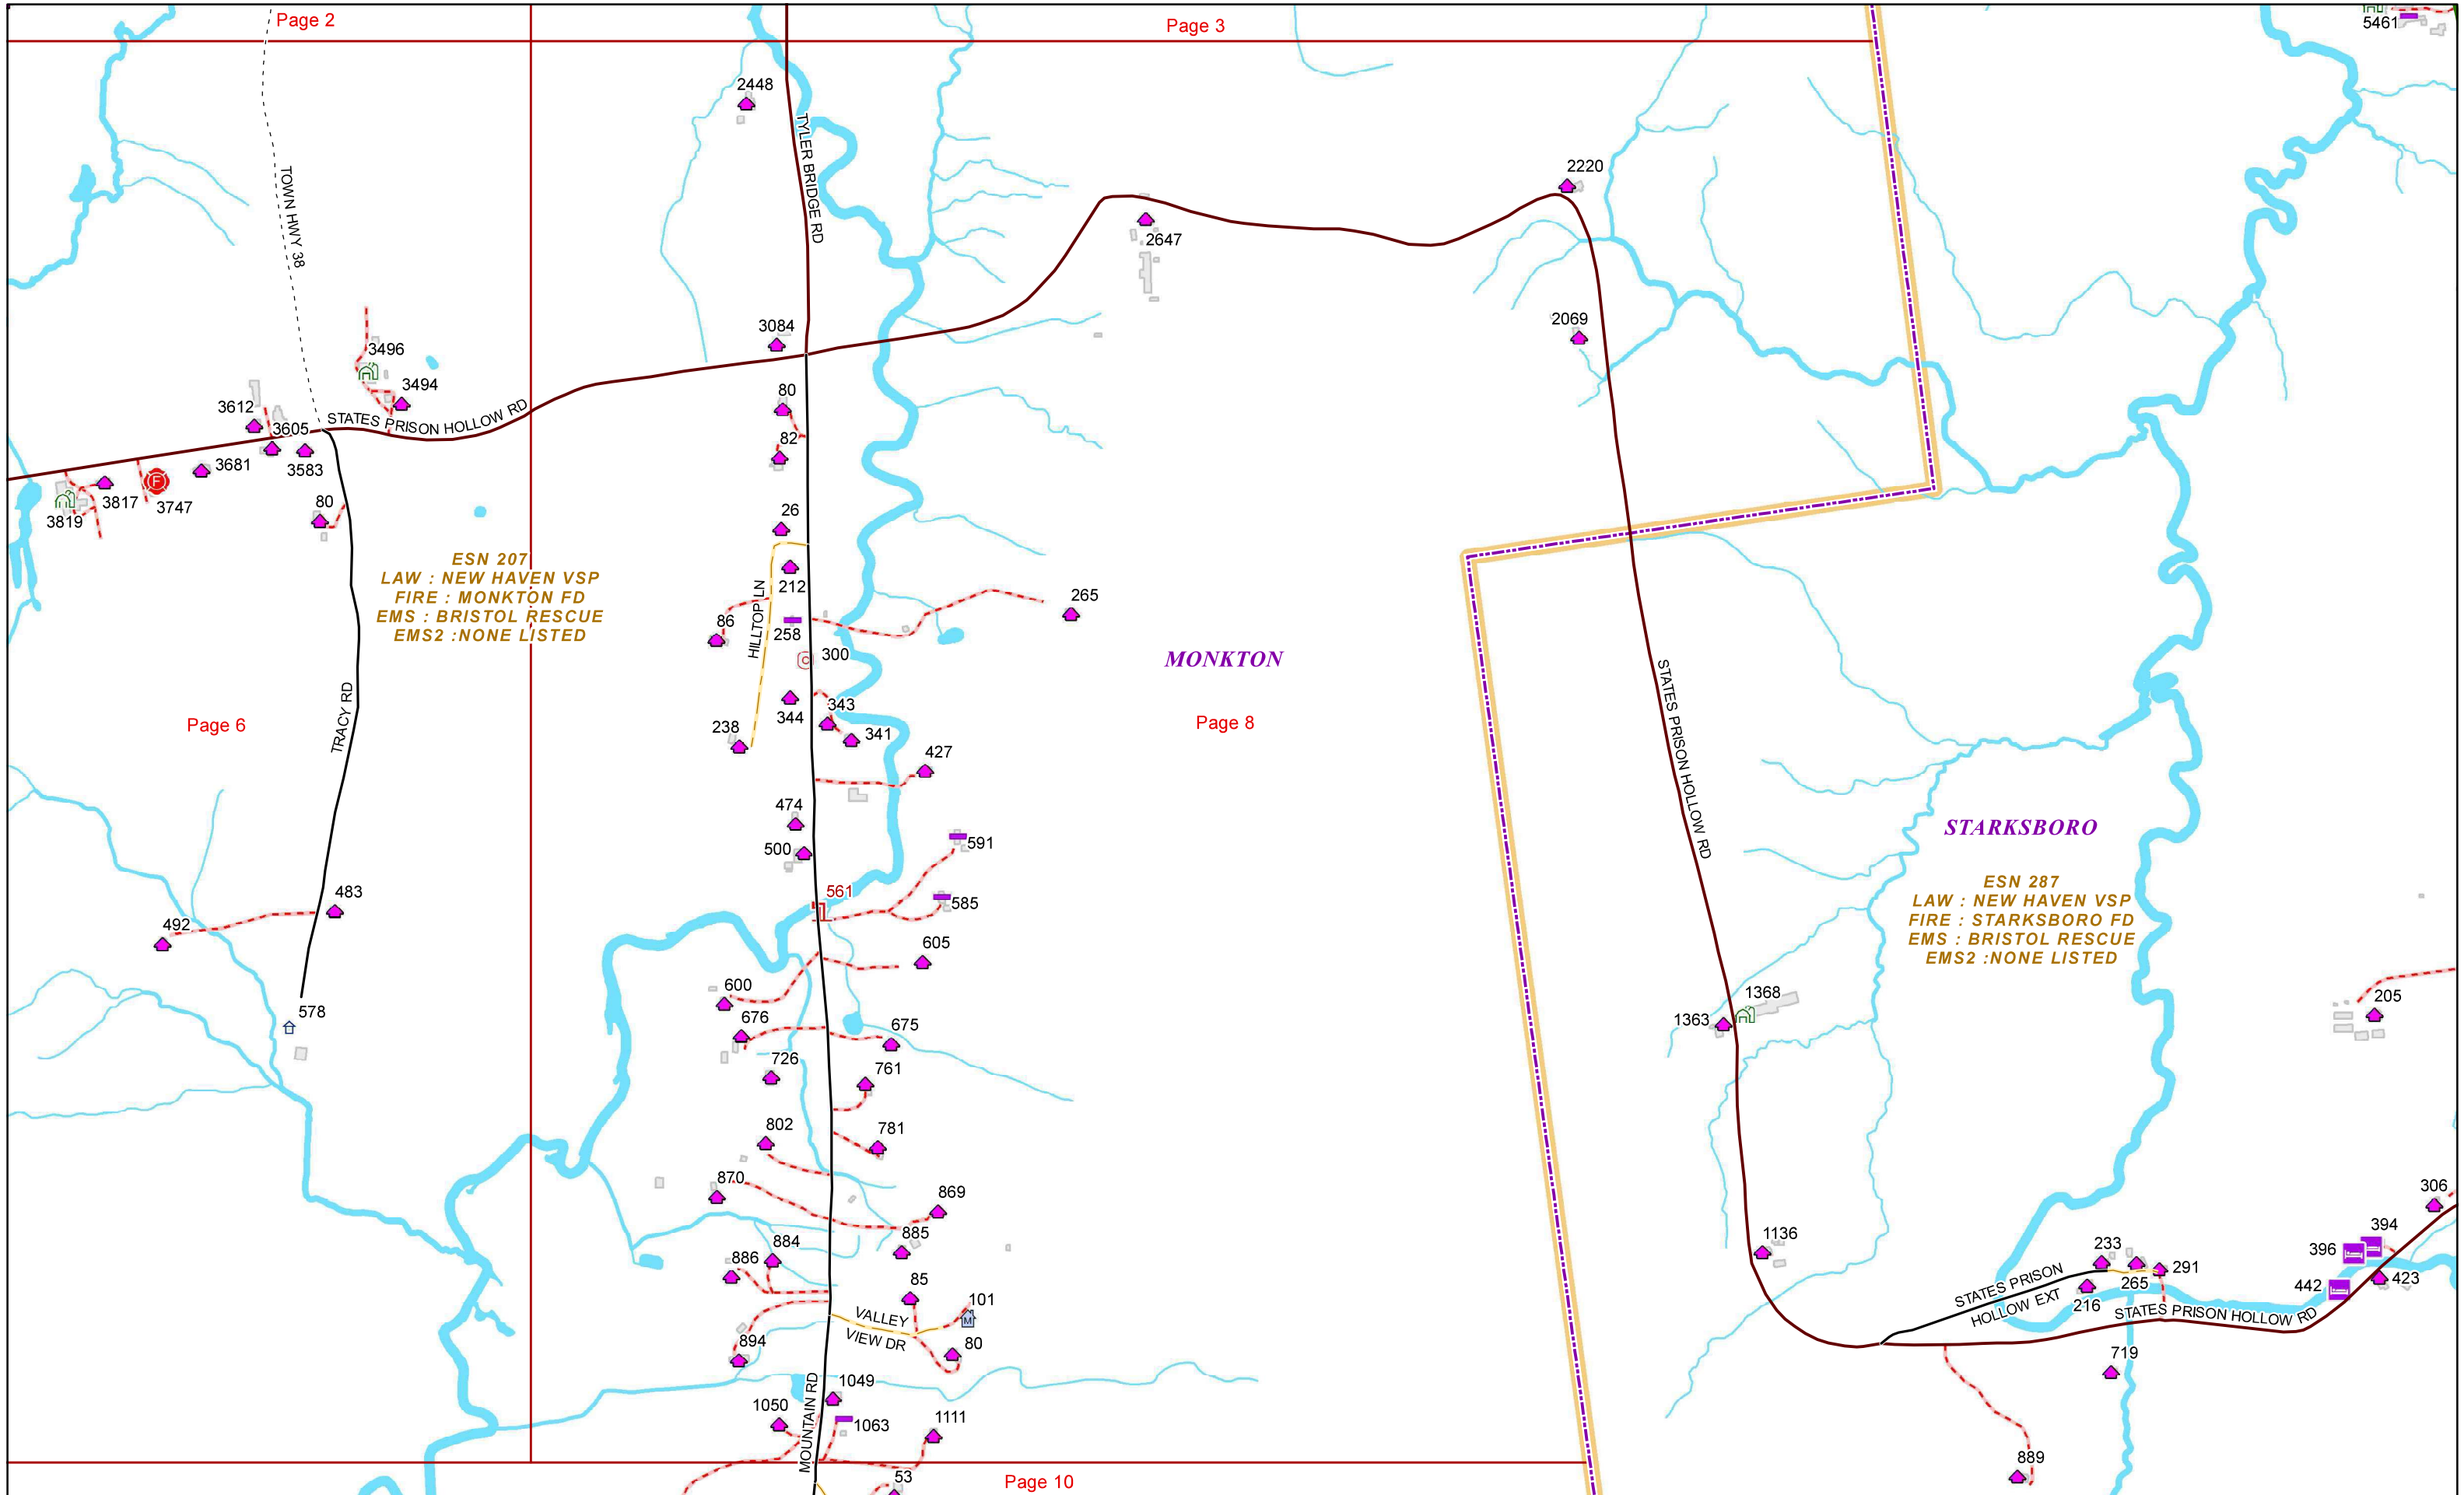 Page 2
Page 3
5461
2448
TYLER BRIDGE RD
TOWN HWY 38
2220
2647
2069
3084
3496
3494
80
3612
STATES PRISON HOLLOW RD
3605
82
3681
3583
3817
3747
80
3819
26
ESN 207
LAW : NEW HAVEN VSP
FIRE : MONKTON FD
EMS : BRISTOL RESCUE
EMS2 :NONE LISTED
212
HILLTOP LN
265
86
258
300
MONKTON
STATES PRISON HOLLOW RD
343
344
Page 6
TRACY RD
238
341
Page 8
427
474
STARKSBORO
500
591
561
585
ESN 287
LAW : NEW HAVEN VSP
FIRE : STARKSBORO FD
EMS : BRISTOL RESCUE
EMS2 :NONE LISTED
483
492
605
600
1368
205
578
676
675
1363
726
761
802
781
870
869
306
885
884
1136
394
886
233
396
291
423
85
STATES PRISON
HOLLOW EXT
265
442
101
216
VALLEY
VIEW DR
STATES PRISON HOLLOW RD
894
80
719
MOUNTAIN RD
1049
1050
1063
1111
889
53
Page 10
F
C
M